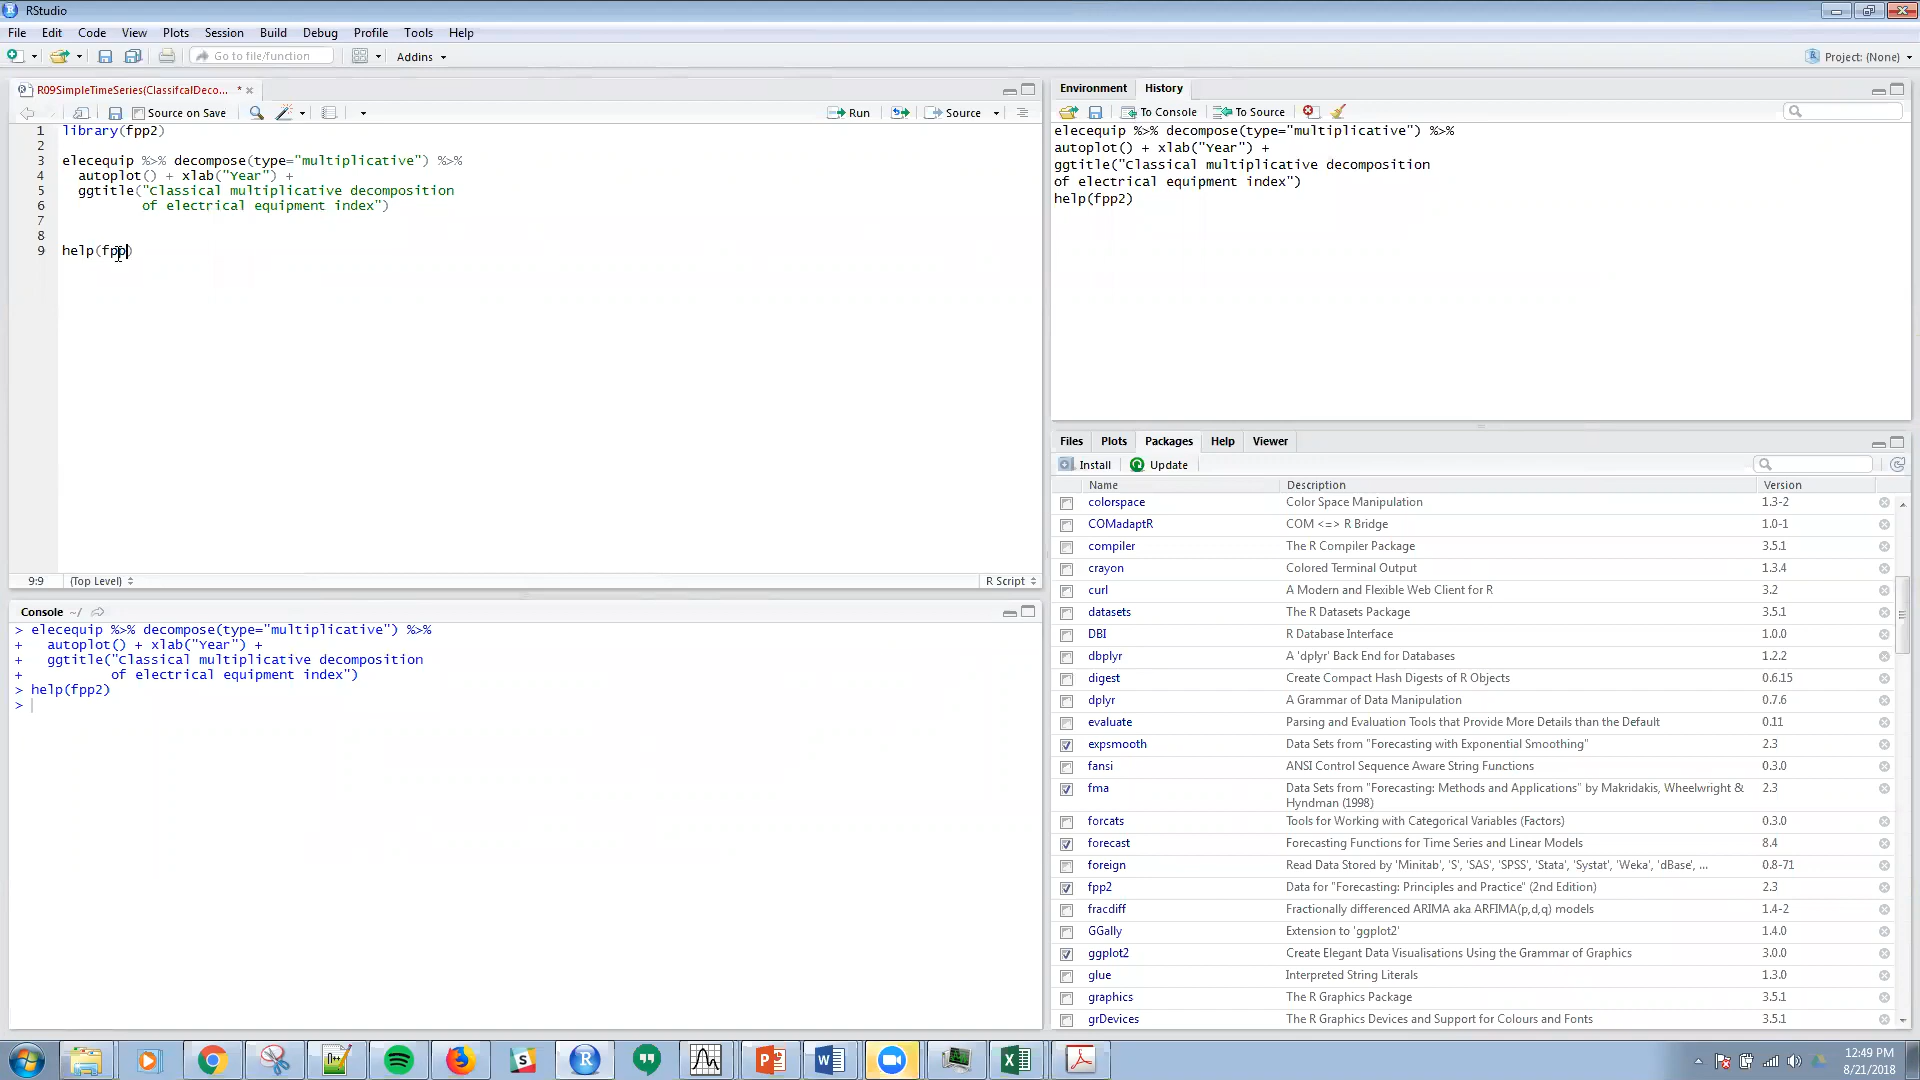 RStudio
File Edit Code View Plots Session Build Debug Profile Tools Help
Go to file/function Addins Project: (None)
R09SimpleTimeSeries(ClassifcalDeco... *
Source on Save Run Source
1 library(fpp2)
2
3 elecequip %>% decompose(type="multiplicative") %>%
4 autoplot() + xlab("Year") +
5 ggtitle("Classical multiplicative decomposition
6 of electrical equipment index")
7
8
9 help(fpp)
9:9 (Top Level) R Script
Console ~/
> elecequip %>% decompose(type="multiplicative") %>%
+ autoplot() + xlab("Year") +
+ ggtitle("Classical multiplicative decomposition
+ of electrical equipment index")
> help(fpp2)
>
Environment History
To Console To Source
elecequip %>% decompose(type="multiplicative") %>%
autoplot() + xlab("Year") +
ggtitle("Classical multiplicative decomposition
of electrical equipment index")
help(fpp2)
Files Plots Packages Help Viewer
Install Update
Name Description Version
colorspace Color Space Manipulation 1.3-2
COMadaptR COM <=> R Bridge 1.0-1
compiler The R Compiler Package 3.5.1
crayon Colored Terminal Output 1.3.4
curl A Modern and Flexible Web Client for R 3.2
datasets The R Datasets Package 3.5.1
DBI R Database Interface 1.0.0
dbplyr A 'dplyr' Back End for Databases 1.2.2
digest Create Compact Hash Digests of R Objects 0.6.15
dplyr A Grammar of Data Manipulation 0.7.6
evaluate Parsing and Evaluation Tools that Provide More Details than the Default 0.11
expsmooth Data Sets from "Forecasting with Exponential Smoothing" 2.3
fansi ANSI Control Sequence Aware String Functions 0.3.0
fma Data Sets from "Forecasting: Methods and Applications" by Makridakis, Wheelwright & 2.3
Hyndman (1998)
forcats Tools for Working with Categorical Variables (Factors) 0.3.0
forecast Forecasting Functions for Time Series and Linear Models 8.4
foreign Read Data Stored by 'Minitab', 'S', 'SAS', 'SPSS', 'Stata', 'Systat', 'Weka', 'dBase', ... 0.8-71
fpp2 Data for "Forecasting: Principles and Practice" (2nd Edition) 2.3
fracdiff Fractionally differenced ARIMA aka ARFIMA(p,d,q) models 1.4-2
GGally Extension to 'ggplot2' 1.4.0
ggplot2 Create Elegant Data Visualisations Using the Grammar of Graphics 3.0.0
glue Interpreted String Literals 1.3.0
graphics The R Graphics Package 3.5.1
grDevices The R Graphics Devices and Support for Colours and Fonts 3.5.1
12:49 PM
8/21/2018